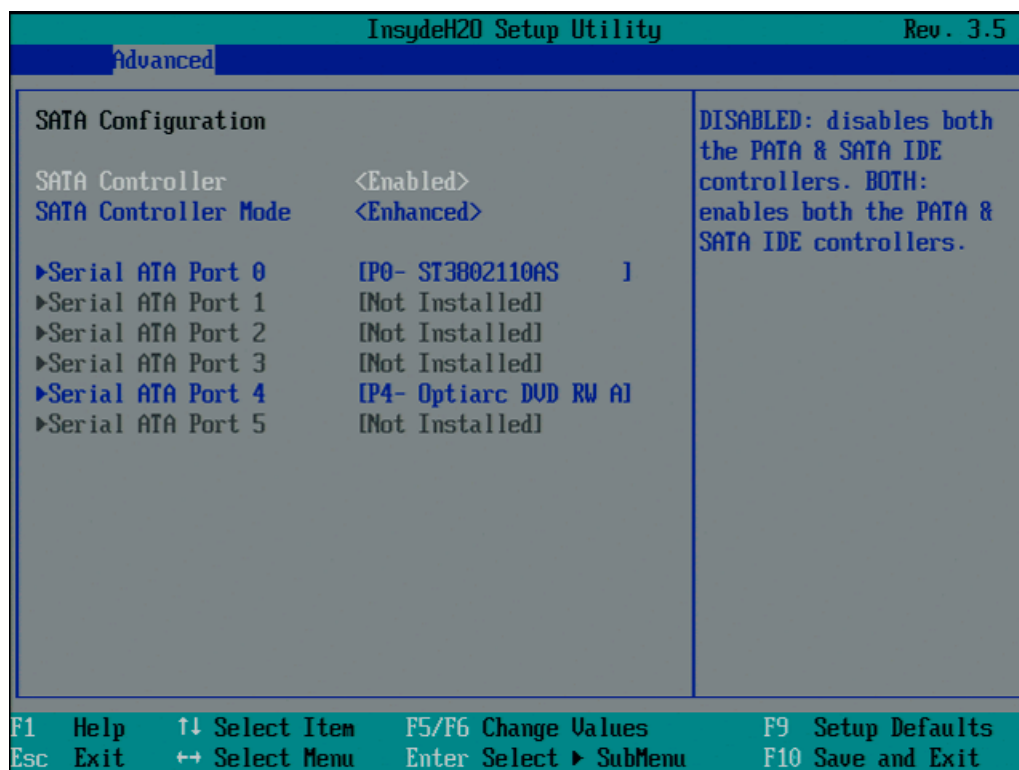 InsydeH2O Setup Utility Rev. 3.5
Advanced
SATA Configuration
SATA Controller <Enabled>
SATA Controller Mode <Enhanced>
▶Serial ATA Port 0 [P0- ST3802110AS ]
▶Serial ATA Port 1 [Not Installed]
▶Serial ATA Port 2 [Not Installed]
▶Serial ATA Port 3 [Not Installed]
▶Serial ATA Port 4 [P4- Optiarc DVD RW A]
▶Serial ATA Port 5 [Not Installed]
DISABLED: disables both
the PATA & SATA IDE
controllers. BOTH:
enables both the PATA &
SATA IDE controllers.
F1 Help ↑↓ Select Item F5/F6 Change Values F9 Setup Defaults
Esc Exit ↔ Select Menu Enter Select ▶ SubMenu F10 Save and Exit